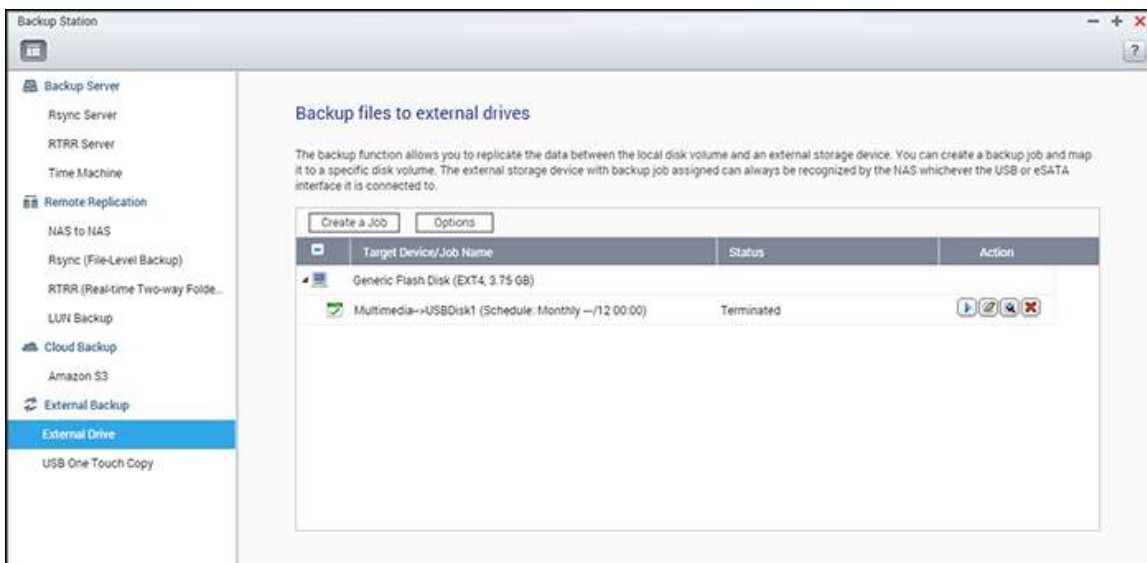 Backup Station
?
Backup Server
Rsync Server
RTRR Server
Time Machine
Remote Replication
NAS to NAS
Rsync (File-Level Backup)
RTRR (Real-time Two-way Folde...
LUN Backup
Cloud Backup
Amazon S3
External Backup
External Drive
USB One Touch Copy
Backup files to external drives
The backup function allows you to replicate the data between the local disk volume and an external storage device. You can create a backup job and map
it to a specific disk volume. The external storage device with backup job assigned can always be recognized by the NAS whichever the USB or eSATA
interface it is connected to.
Create a Job Options
Target Device/Job Name Status Action
Generic Flash Disk (EXT4, 3.75 GB)
Multimedia-->USBDisk1 (Schedule: Monthly --/12 00:00) Terminated